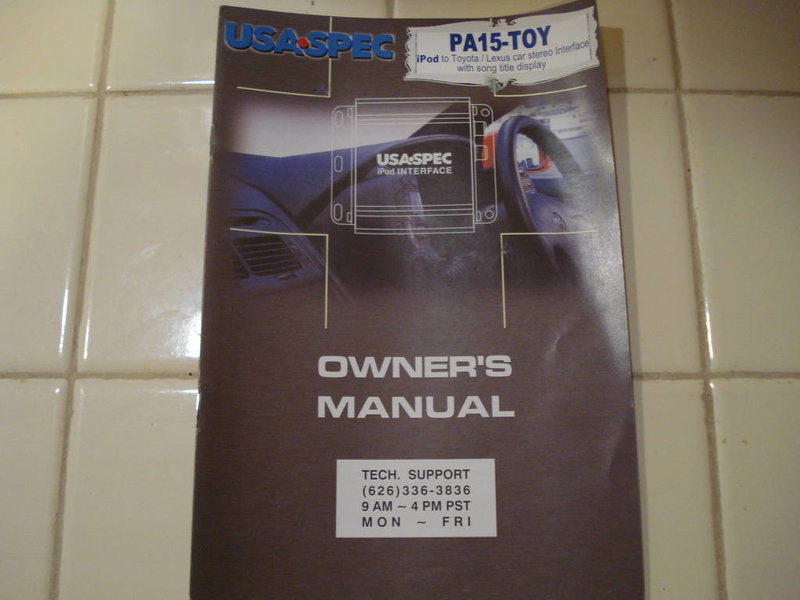 USA•SPEC
PA15-TOY
iPod to Toyota / Lexus car stereo Interface
with song title display
USA•SPEC
iPod INTERFACE
OWNER'S
MANUAL
TECH. SUPPORT
(626)336-3836
9 AM ~ 4 PM PST
MON ~ FRI